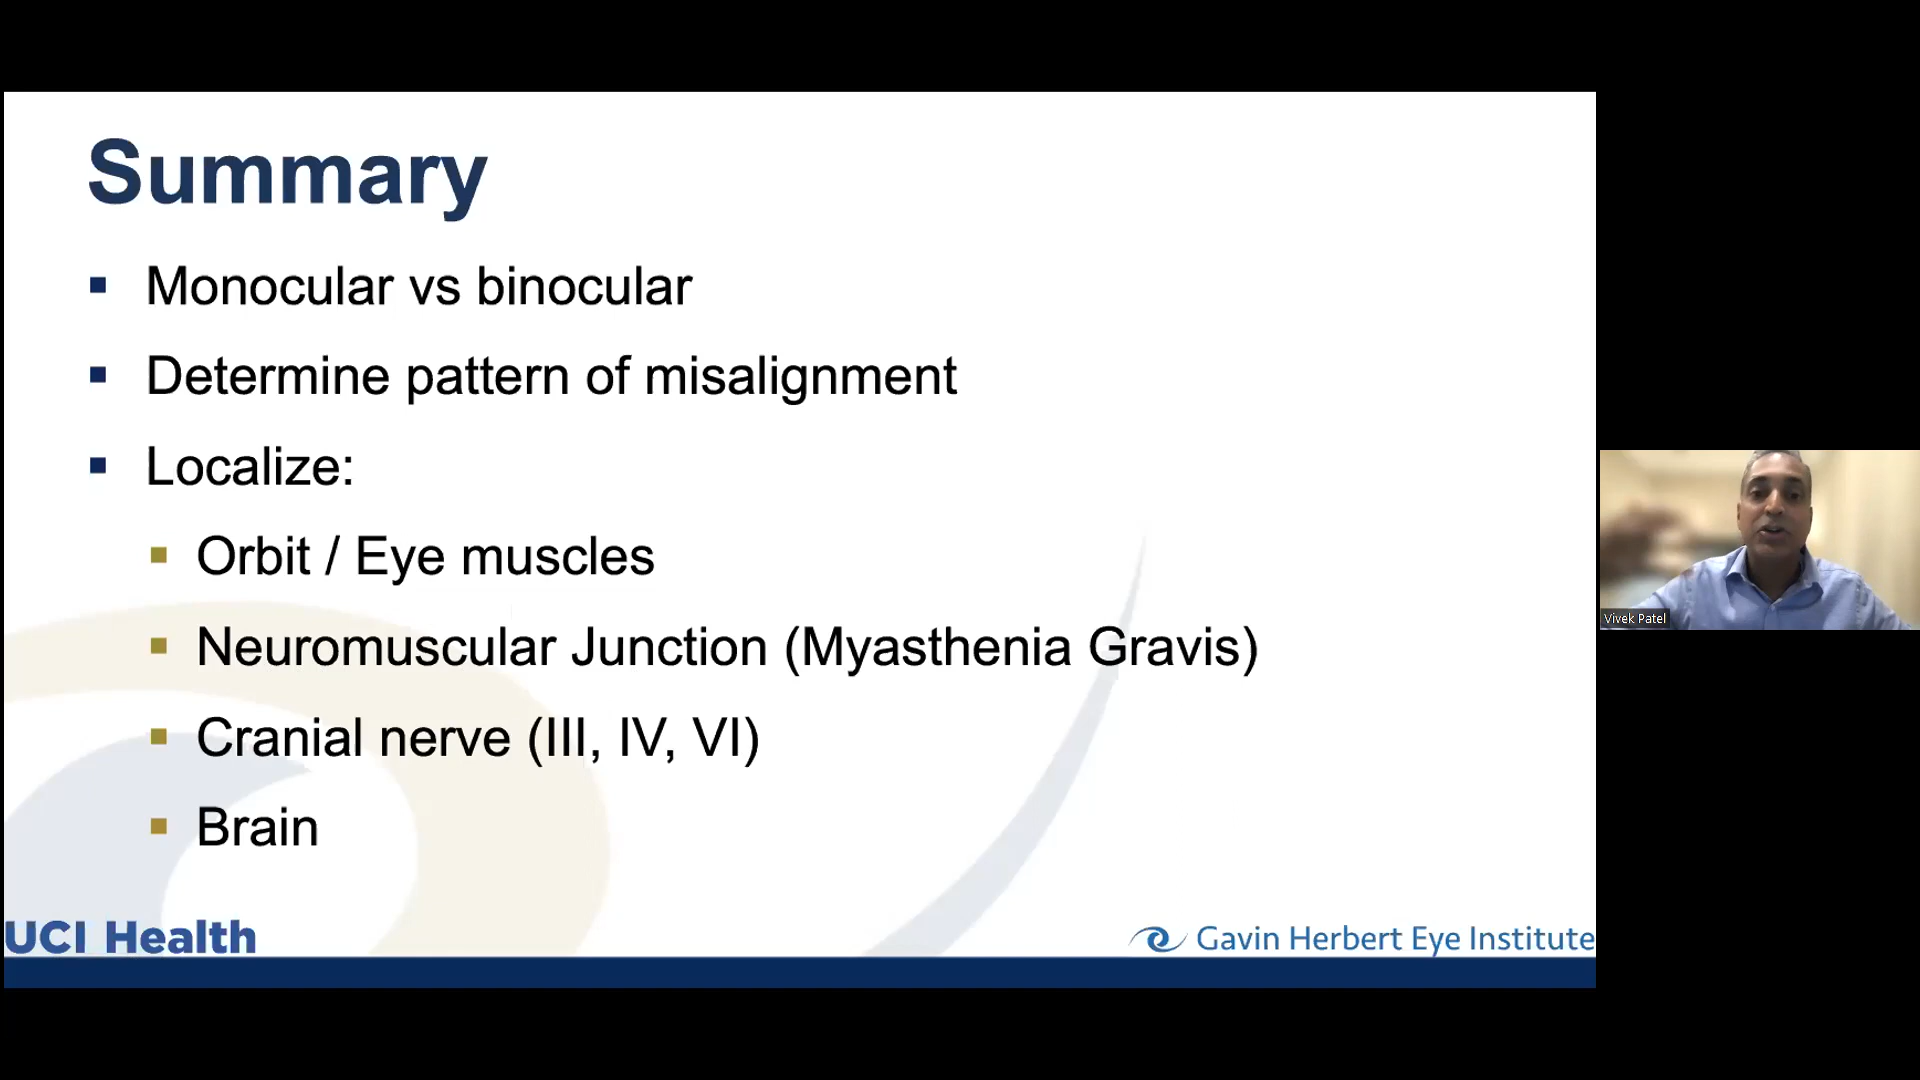 Summary
Monocular vs binocular
Determine pattern of misalignment
Localize:
Orbit / Eye muscles
Neuromuscular Junction (Myasthenia Gravis)
Cranial nerve (III, IV, VI)
Brain
UCI Health
Gavin Herbert Eye Institute
Vivek Patel